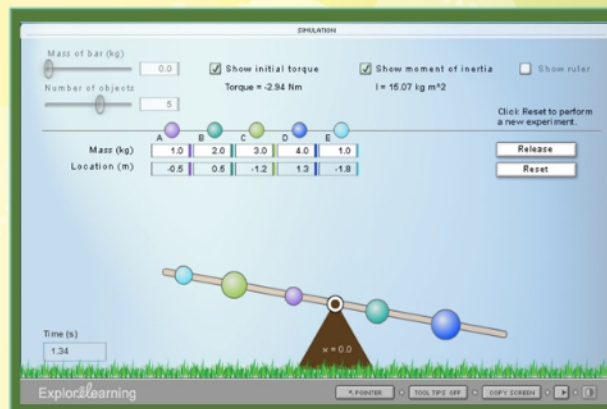 SIMULATION
Mass of bar (kg)
0.0
Show initial torque
Show moment of inertia
Show ruler
Number of objects
Torque = -2.94 Nm
I = 15.07 kg m^2
5
Click Reset to perform
a new experiment.
A B C D E
Mass (kg) 1.0 2.0 3.0 4.0 1.0
Release
Location (m) -0.5 0.5 -1.2 1.3 -1.8
Reset
Time (s)
1.34
x = 0.0
ExploreLearning
POINTER
TOOL TIPS OFF
COPY SCREEN